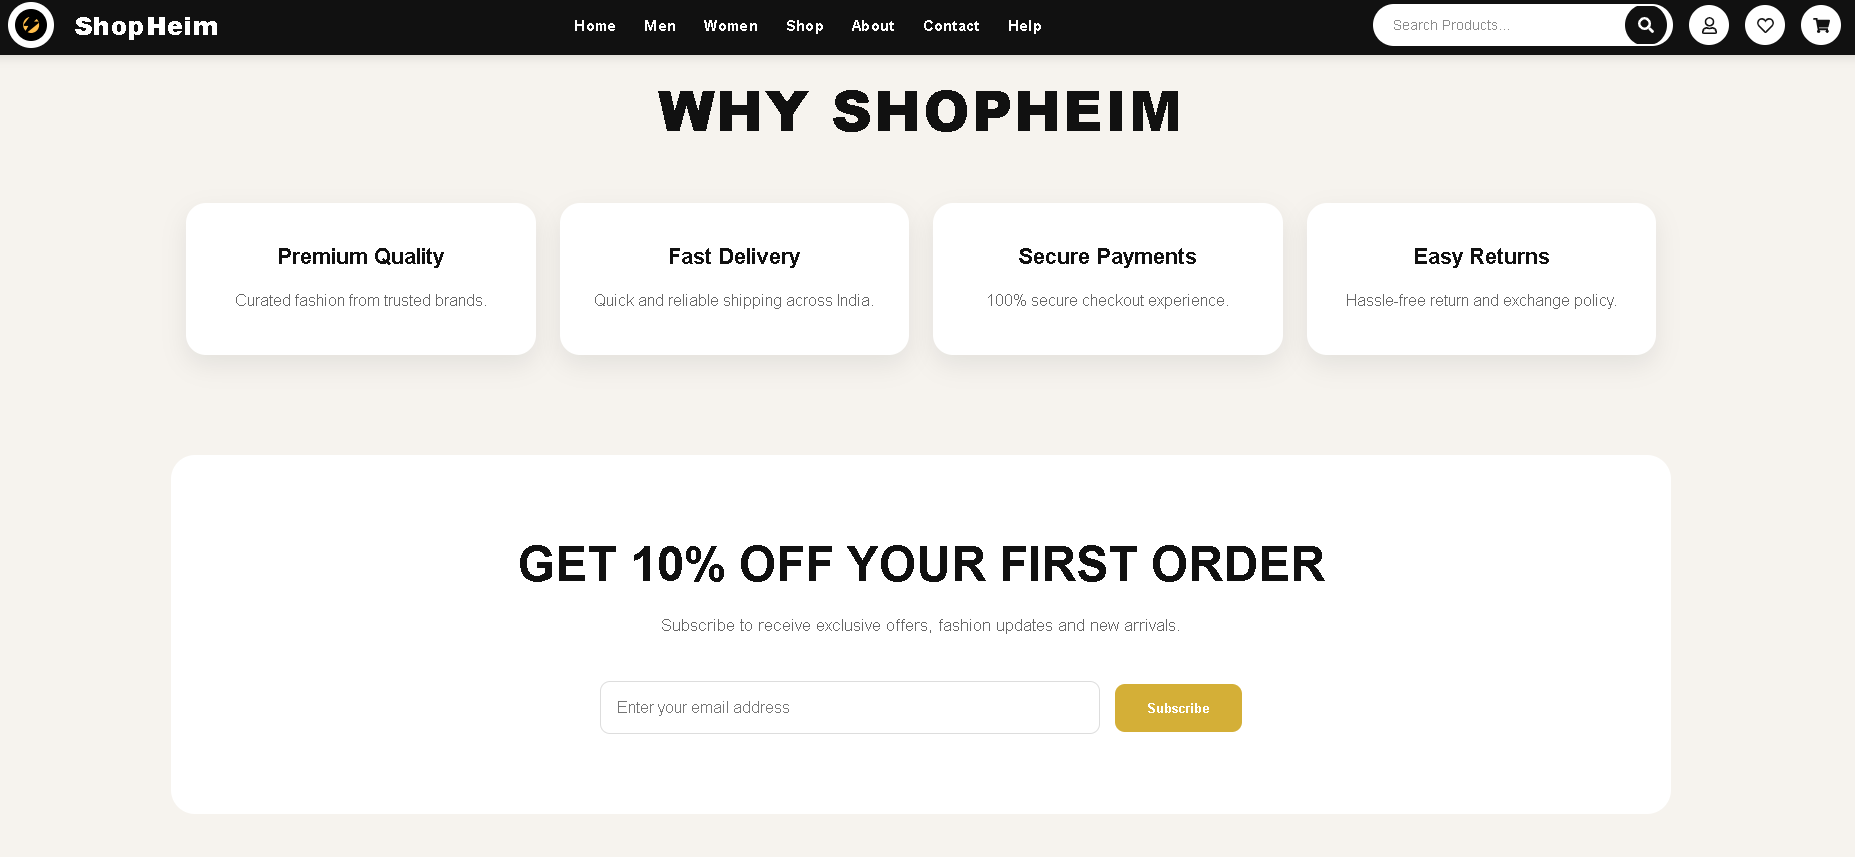 ShopHeim
Home Men Women Shop About Contact Help
Search Products...
WHY SHOPHEIM
Premium Quality
Curated fashion from trusted brands.
Fast Delivery
Quick and reliable shipping across India.
Secure Payments
100% secure checkout experience.
Easy Returns
Hassle-free return and exchange policy.
GET 10% OFF YOUR FIRST ORDER
Subscribe to receive exclusive offers, fashion updates and new arrivals.
Enter your email address
Subscribe